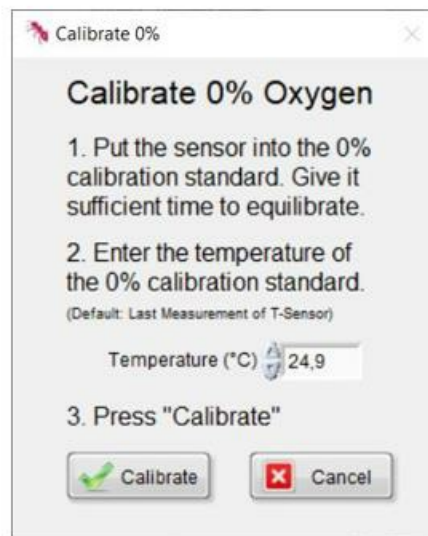 Calibrate 0%
Calibrate 0% Oxygen
1. Put the sensor into the 0%
calibration standard. Give it
sufficient time to equilibrate.
2. Enter the temperature of
the 0% calibration standard.
(Default: Last Measurement of T-Sensor)
Temperature (°C) 24,9
3. Press "Calibrate"
Calibrate Cancel